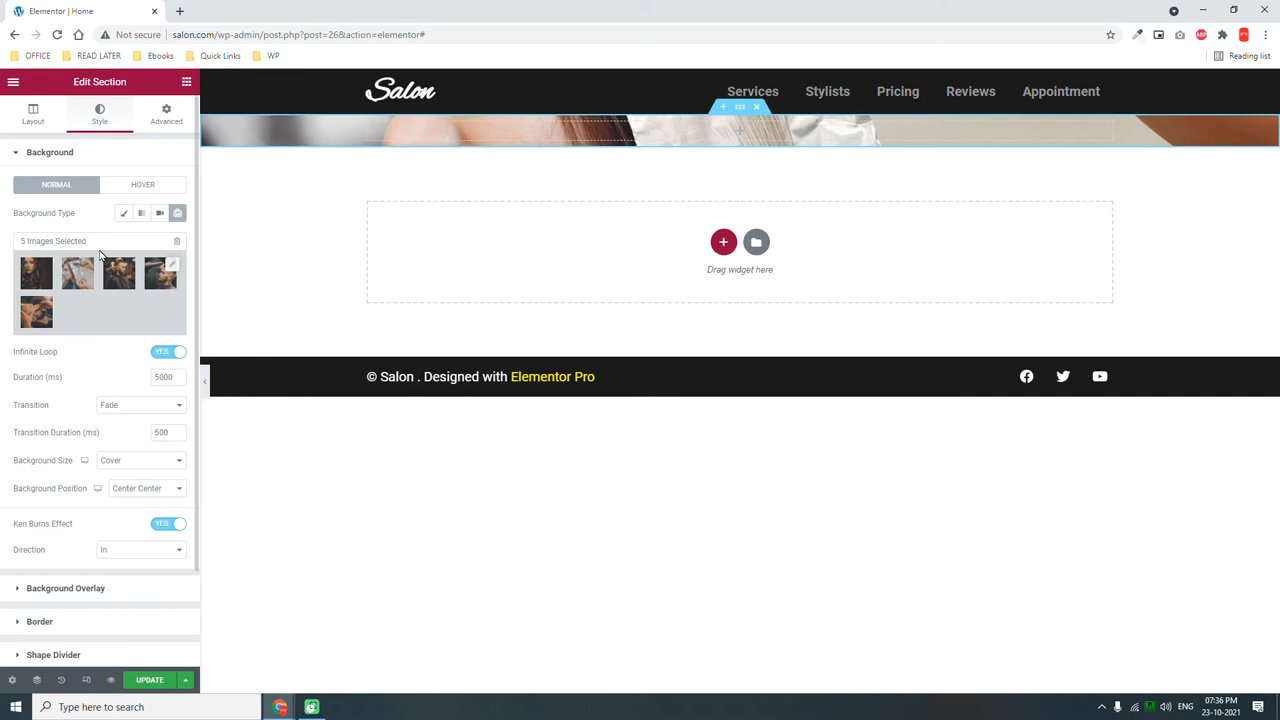 Elementor | Home
Not secure | salon.com/wp-admin/post.php?post=26&action=elementor#
OFFICE READ LATER Ebooks Quick Links WP Reading list
Edit Section
Layout Style Advanced
Salon Services Stylists Pricing Reviews Appointment
Background
NORMAL HOVER
Background Type
5 Images Selected
Drag widget here
Infinite Loop YES
Duration (ms) 5000
Transition Fade
Transition Duration (ms) 500
Background Size Cover
Background Position Center Center
Ken Burns Effect YES
Direction In
© Salon . Designed with Elementor Pro
Background Overlay
Border
Shape Divider
UPDATE
Type here to search
ENG
07:36 PM
23-10-2021